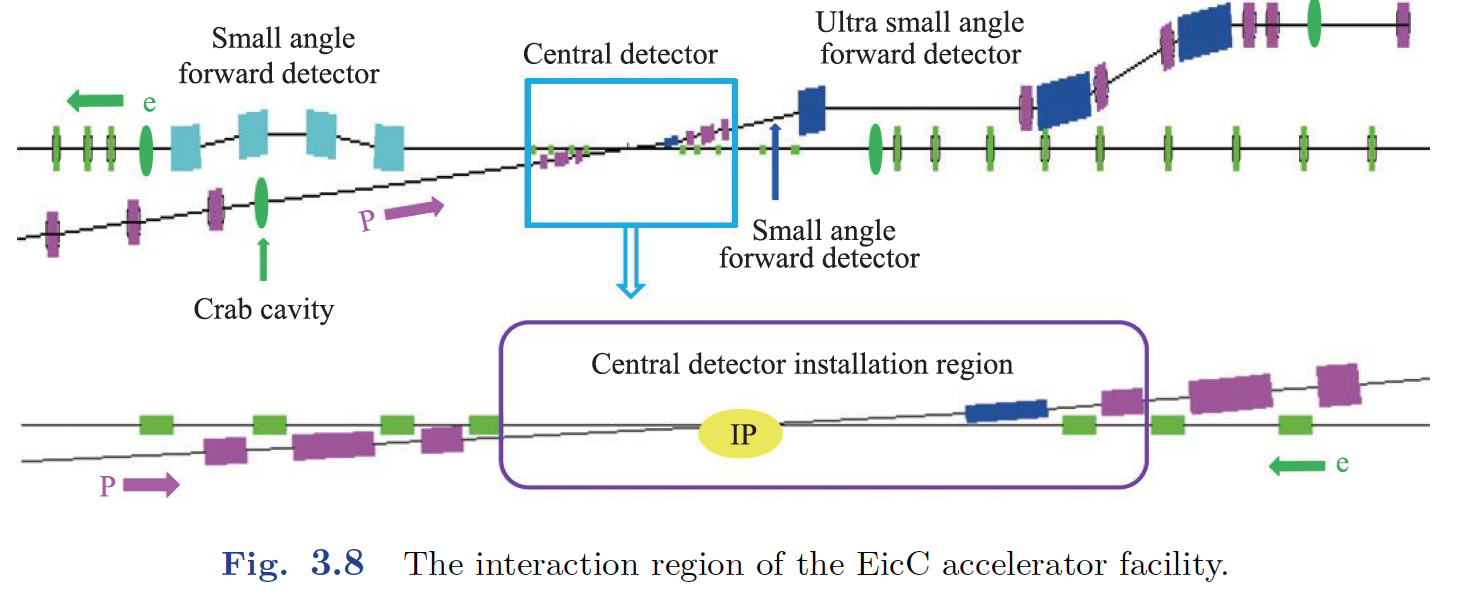 Small angle
forward detector
Central detector
Ultra small angle
forward detector
e
P
Small angle
forward detector
Crab cavity
Central detector installation region
IP
P
e
Fig. 3.8 The interaction region of the EicC accelerator facility.